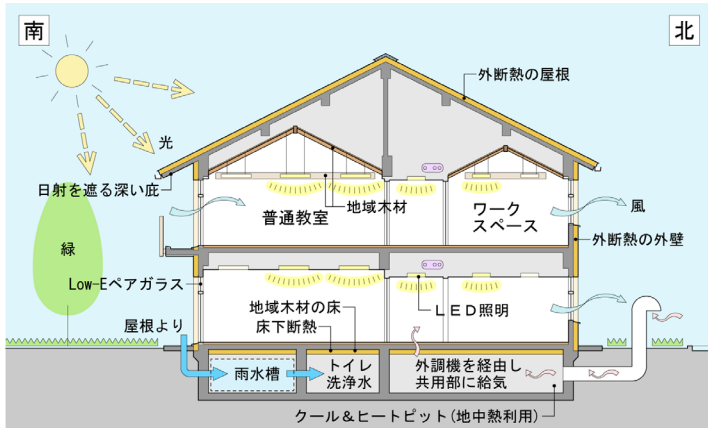 南
北
外断熱の屋根
光
日射を遮る深い庇
普通教室
地域木材
ワーク
スペース
風
緑
外断熱の外壁
Low-Eペアガラス
地域木材の床
床下断熱
LED照明
屋根より
雨水槽
トイレ
洗浄水
外調機を経由し
共用部に給気
クール&ヒートピット(地中熱利用)